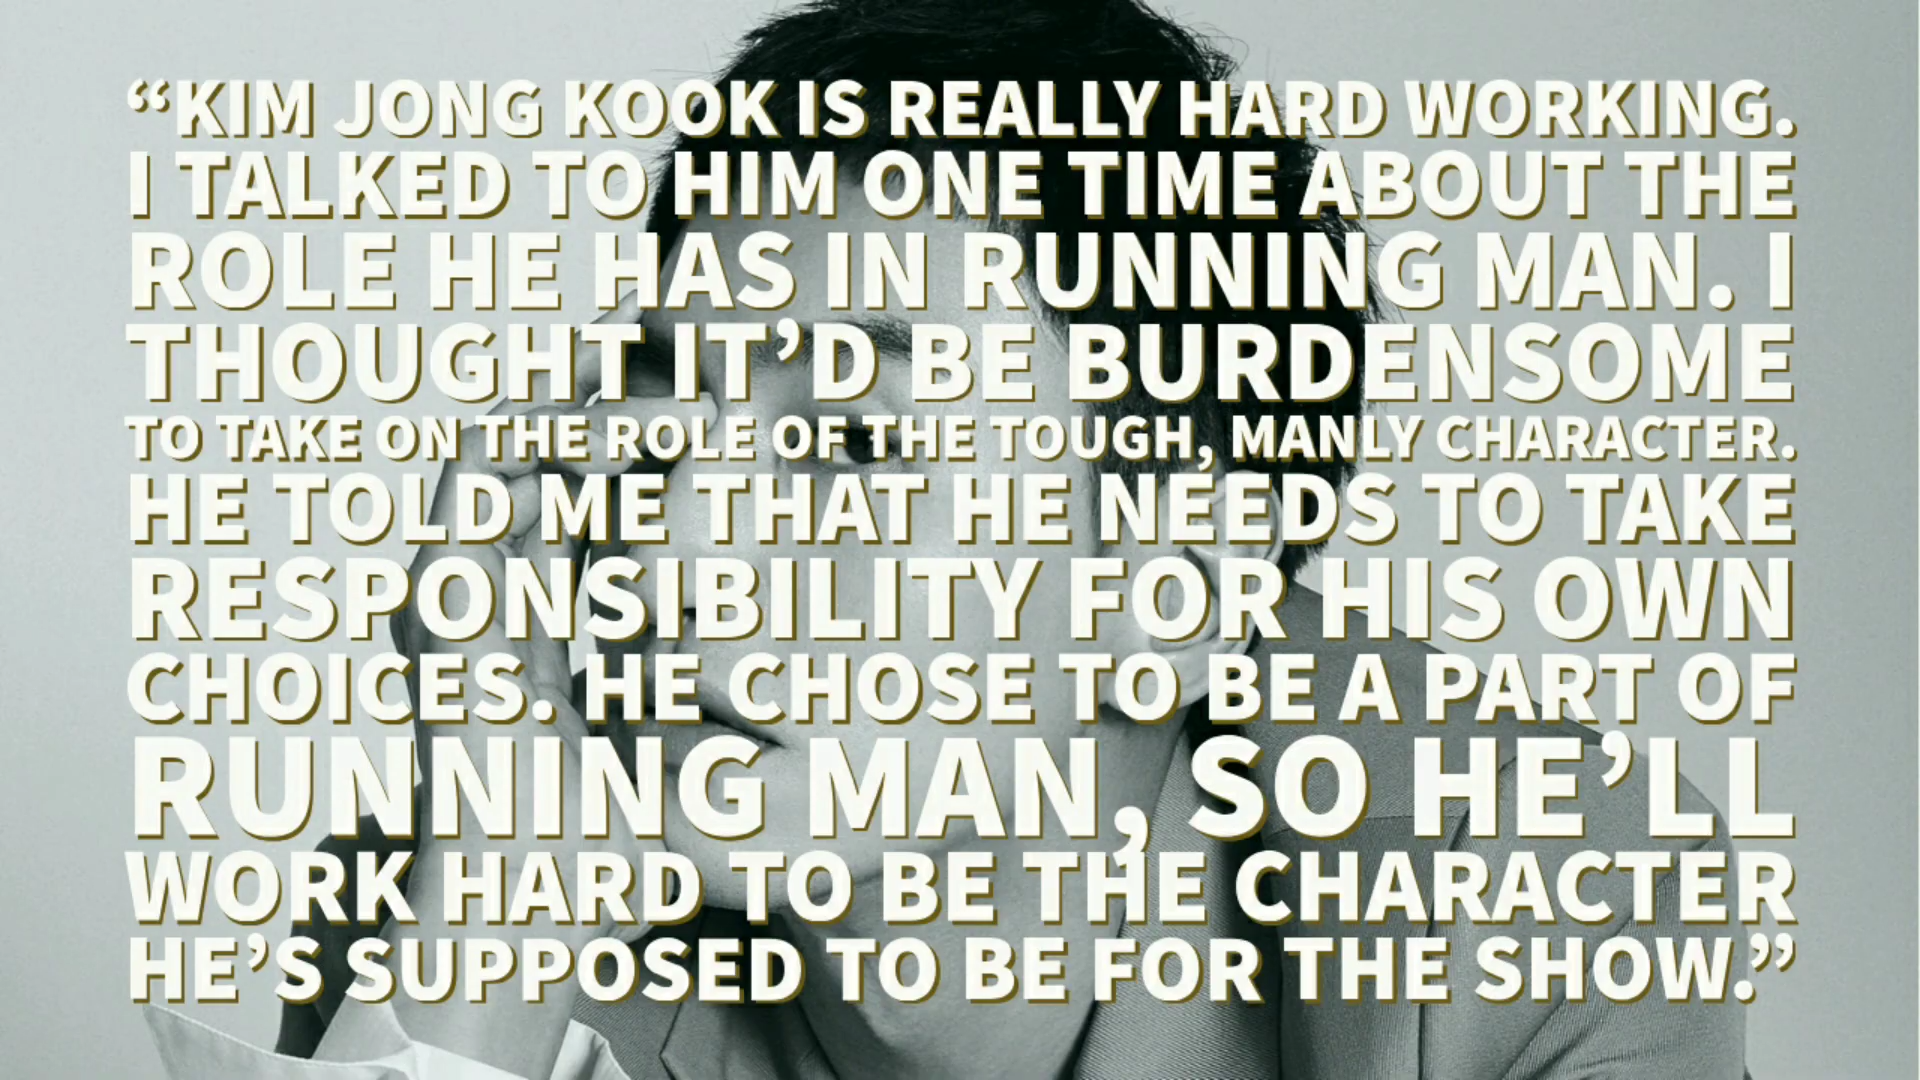 “KIM JONG KOOK IS REALLY HARD WORKING.
I TALKED TO HIM ONE TIME ABOUT THE
ROLE HE HAS IN RUNNING MAN. I
THOUGHT IT’D BE BURDENSOME
TO TAKE ON THE ROLE OF THE TOUGH, MANLY CHARACTER.
HE TOLD ME THAT HE NEEDS TO TAKE
RESPONSIBILITY FOR HIS OWN
CHOICES. HE CHOSE TO BE A PART OF
RUNNING MAN, SO HE’LL
WORK HARD TO BE THE CHARACTER
HE’S SUPPOSED TO BE FOR THE SHOW.”